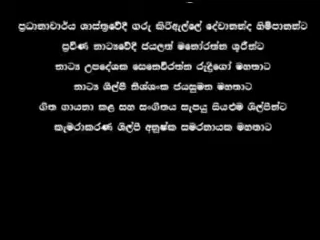 ප්‍රධානාචාර්ය ශාස්ත්‍රවේදී ගරු කිරිඇල්ලේ දේවානන්ද හිමිපානන්ට
ප්‍රවීණ නාට්‍යවේදී ජයලත් මනෝරත්න ශූරීන්ට
නාට්‍ය උපදේශක සෙනෙවිරත්න රුද්‍රිගෝ මහතාට
නාට්‍ය ශිල්පී නිශ්ශංක ජයසුමන මහතාට
ගීත ගායනා කළ සහ සංගීතය සැපයූ සියළුම ශිල්පීන්ට
කැමරාකරණ ශිල්පී අනුෂ්ක සමරනායක මහතාට